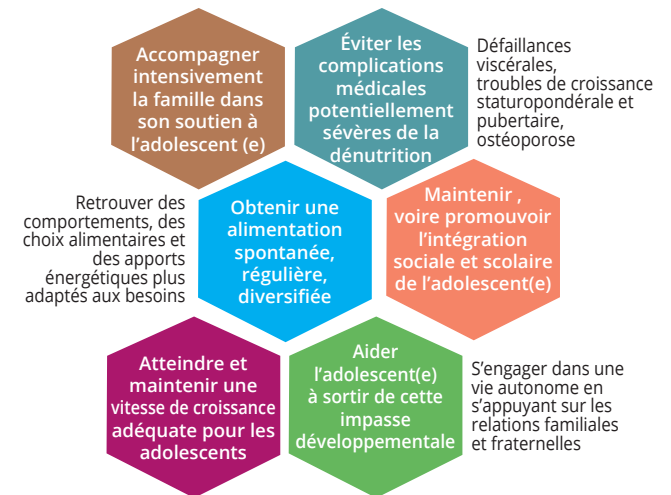 Accompagner
intensivement
la famille dans
son soutien à
l'adolescent (e)
Éviter les
complications
médicales
potentiellement
sévères de la
dénutrition
Défaillances
viscérales,
troubles de croissance
staturopondérale et
pubertaire,
ostéoporose
Retrouver des
comportements, des
choix alimentaires et
des apports
énergétiques plus
adaptés aux besoins
Obtenir une
alimentation
spontanée,
régulière,
diversifiée
Maintenir ,
voire promouvoir
l'intégration
sociale et scolaire
de l'adolescent(e)
Atteindre et
maintenir une
vitesse de croissance
adéquate pour les
adolescents
Aider
l'adolescent(e)
à sortir de cette
impasse
développementale
S'engager dans une
vie autonome en
s'appuyant sur les
relations familiales
et fraternelles